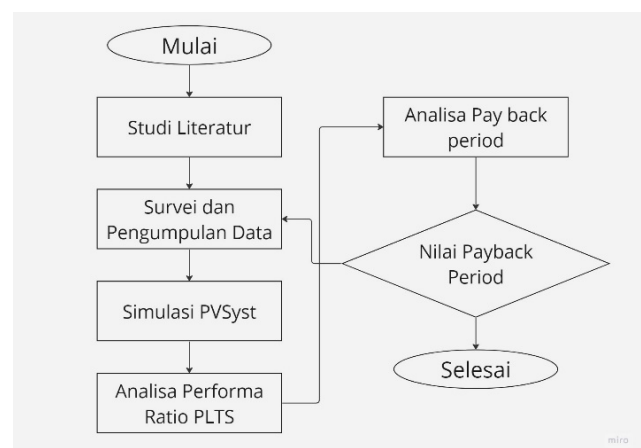 Mulai
Studi Literatur
Survei dan
Pengumpulan Data
Simulasi PVSyst
Analisa Performa
Ratio PLTS
Analisa Pay back
period
Nilai Payback
Period
Selesai
miro